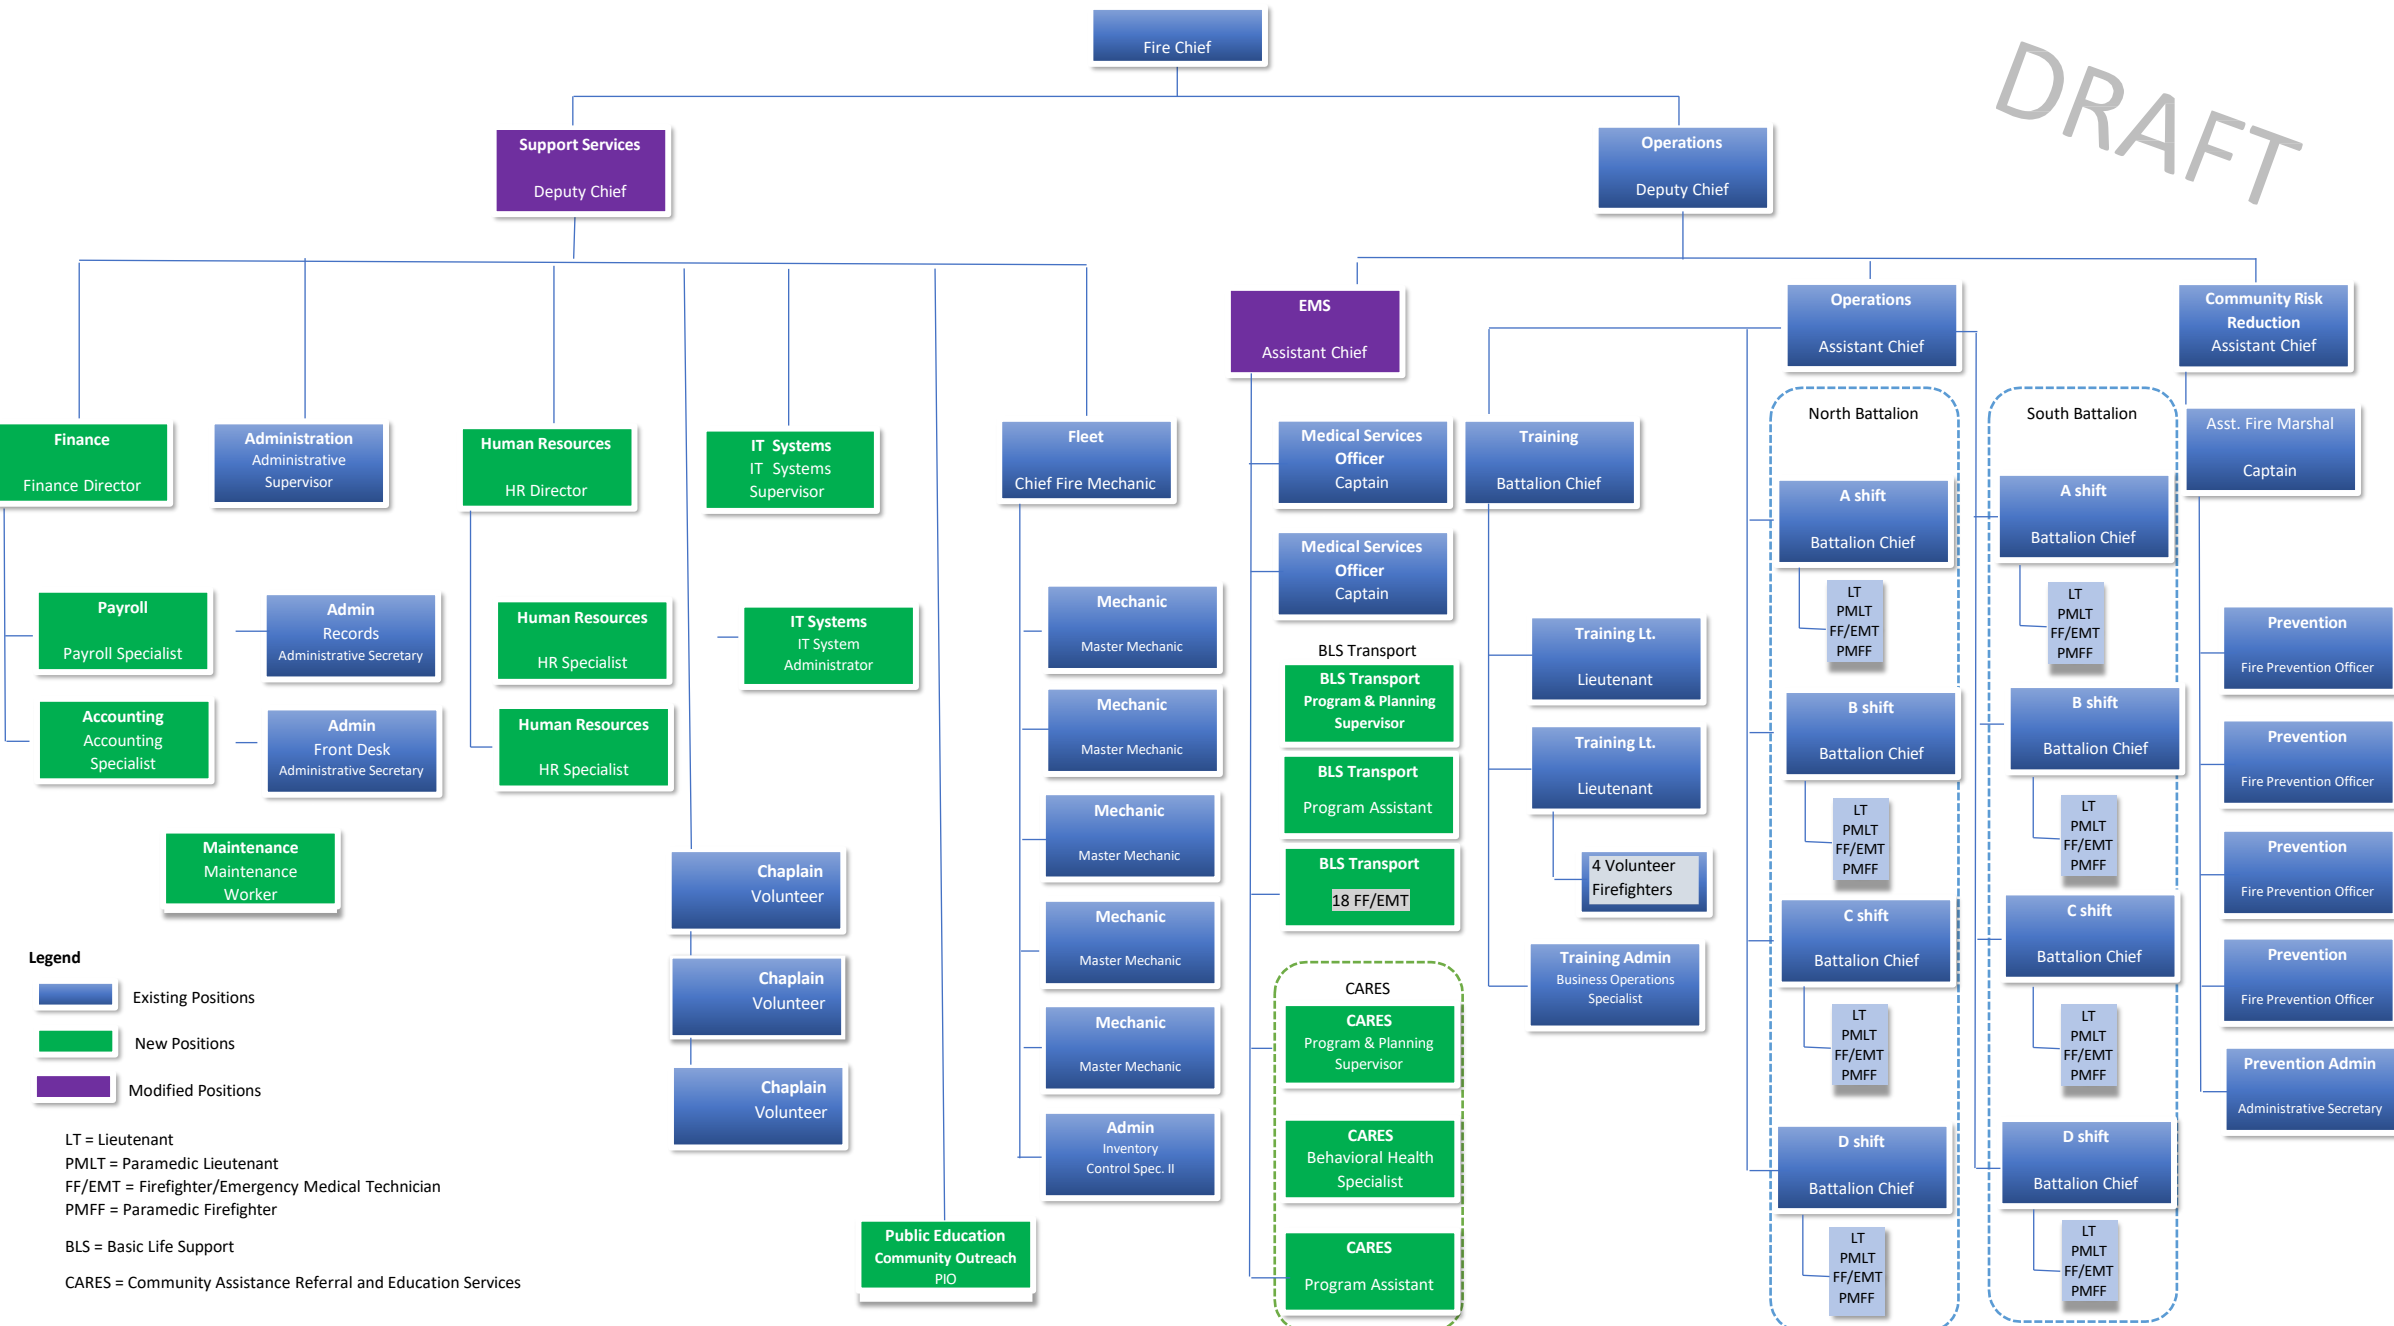 Fire Chief
DRAFT
Support Services
Deputy Chief
Operations
Deputy Chief
EMS
Assistant Chief
Operations
Assistant Chief
Community Risk
Reduction
Assistant Chief
Finance
Finance Director
Administration
Administrative
Supervisor
Human Resources
HR Director
IT Systems
IT Systems
Supervisor
Fleet
Chief Fire Mechanic
Payroll
Payroll Specialist
Accounting
Accounting
Specialist
Admin
Records
Administrative Secretary
Admin
Front Desk
Administrative Secretary
Maintenance
Maintenance
Worker
Human Resources
HR Specialist
Human Resources
HR Specialist
IT Systems
IT System
Administrator
Chaplain
Volunteer
Chaplain
Volunteer
Chaplain
Volunteer
Public Education
Community Outreach
PIO
Mechanic
Master Mechanic
Mechanic
Master Mechanic
Mechanic
Master Mechanic
Mechanic
Master Mechanic
Mechanic
Master Mechanic
Admin
Inventory
Control Spec. II
Medical Services
Officer
Captain
Medical Services
Officer
Captain
BLS Transport
BLS Transport
Program & Planning
Supervisor
BLS Transport
Program Assistant
BLS Transport
18 FF/EMT
CARES
CARES
Program & Planning
Supervisor
CARES
Behavioral Health
Specialist
CARES
Program Assistant
Training
Battalion Chief
Training Lt.
Lieutenant
Training Lt.
Lieutenant
4 Volunteer
Firefighters
Training Admin
Business Operations
Specialist
North Battalion
A shift
Battalion Chief
LT
PMLT
FF/EMT
PMFF
B shift
Battalion Chief
LT
PMLT
FF/EMT
PMFF
C shift
Battalion Chief
LT
PMLT
FF/EMT
PMFF
D shift
Battalion Chief
LT
PMLT
FF/EMT
PMFF
South Battalion
A shift
Battalion Chief
LT
PMLT
FF/EMT
PMFF
B shift
Battalion Chief
LT
PMLT
FF/EMT
PMFF
C shift
Battalion Chief
LT
PMLT
FF/EMT
PMFF
D shift
Battalion Chief
LT
PMLT
FF/EMT
PMFF
Asst. Fire Marshal
Captain
Prevention
Fire Prevention Officer
Prevention
Fire Prevention Officer
Prevention
Fire Prevention Officer
Prevention
Fire Prevention Officer
Prevention Admin
Administrative Secretary
Legend
Existing Positions
New Positions
Modified Positions
LT = Lieutenant
PMLT = Paramedic Lieutenant
FF/EMT = Firefighter/Emergency Medical Technician
PMFF = Paramedic Firefighter
BLS = Basic Life Support
CARES = Community Assistance Referral and Education Services